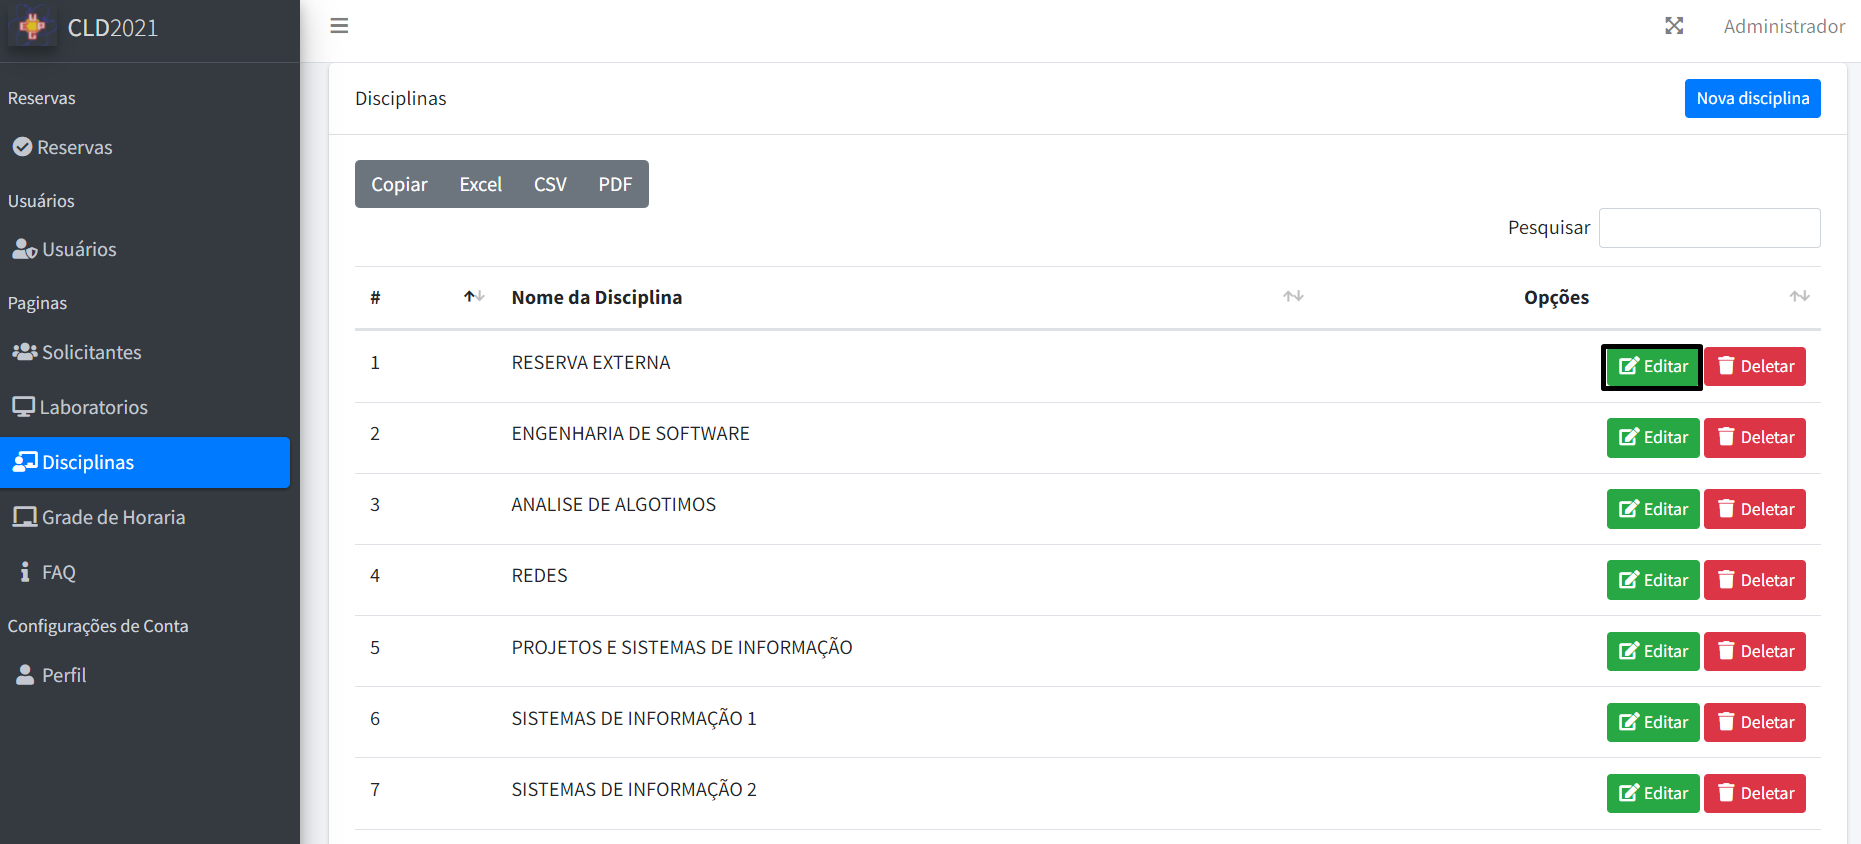 CLD2021
Administrador
Reservas
Reservas
Usuários
Usuários
Paginas
Solicitantes
Laboratorios
Disciplinas
Grade de Horaria
FAQ
Configurações de Conta
Perfil
Disciplinas
Nova disciplina
Copiar Excel CSV PDF
Pesquisar
# Nome da Disciplina Opções
1 RESERVA EXTERNA Editar Deletar
2 ENGENHARIA DE SOFTWARE Editar Deletar
3 ANALISE DE ALGOTIMOS Editar Deletar
4 REDES Editar Deletar
5 PROJETOS E SISTEMAS DE INFORMAÇÃO Editar Deletar
6 SISTEMAS DE INFORMAÇÃO 1 Editar Deletar
7 SISTEMAS DE INFORMAÇÃO 2 Editar Deletar